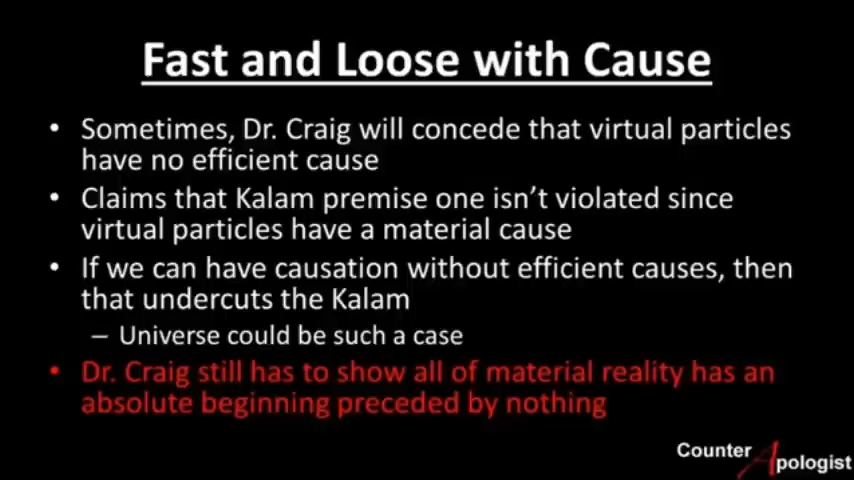 Fast and Loose with Cause
• Sometimes, Dr. Craig will concede that virtual particles
have no efficient cause
• Claims that Kalam premise one isn't violated since
virtual particles have a material cause
• If we can have causation without efficient causes, then
that undercuts the Kalam
– Universe could be such a case
• Dr. Craig still has to show all of material reality has an
absolute beginning preceded by nothing
Counter Apologist